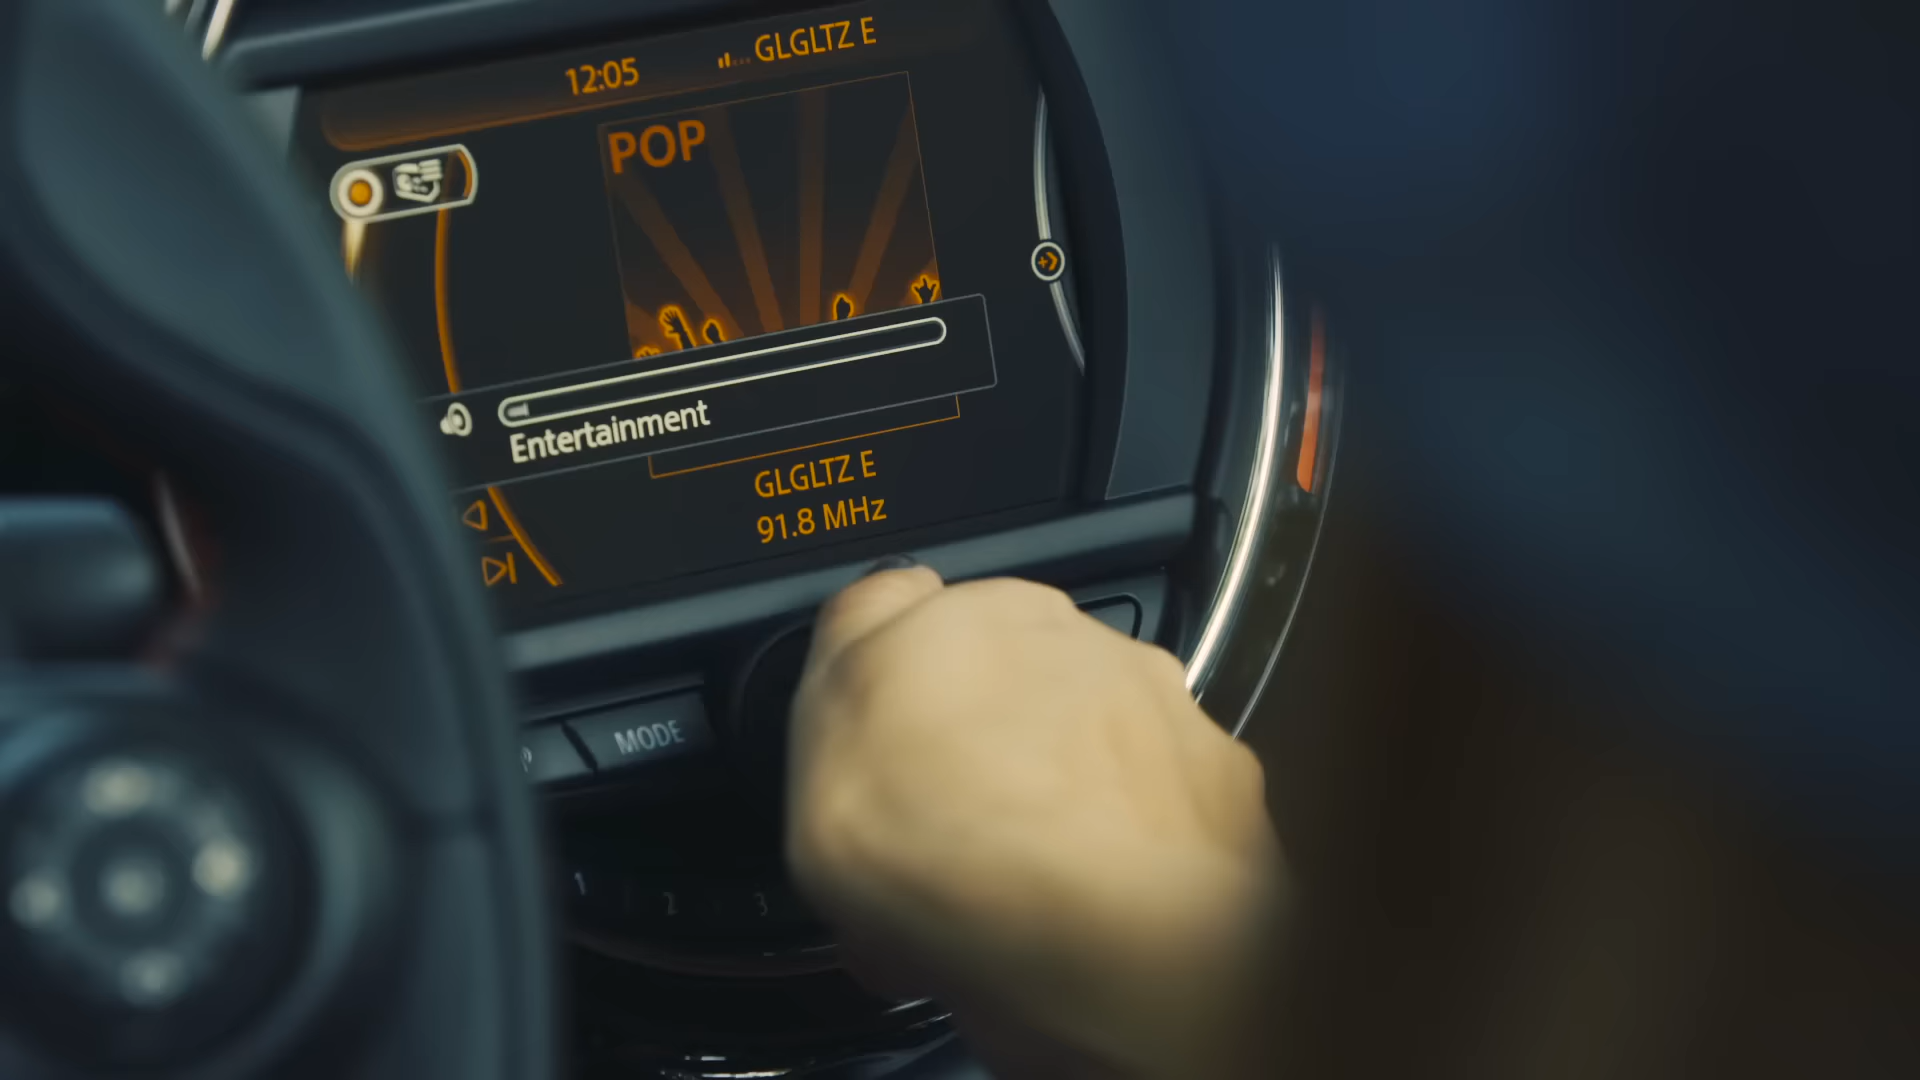 12:05
GLGLTZ E
POP
Entertainment
GLGLTZ E
91.8 MHz
MODE
1 2 3